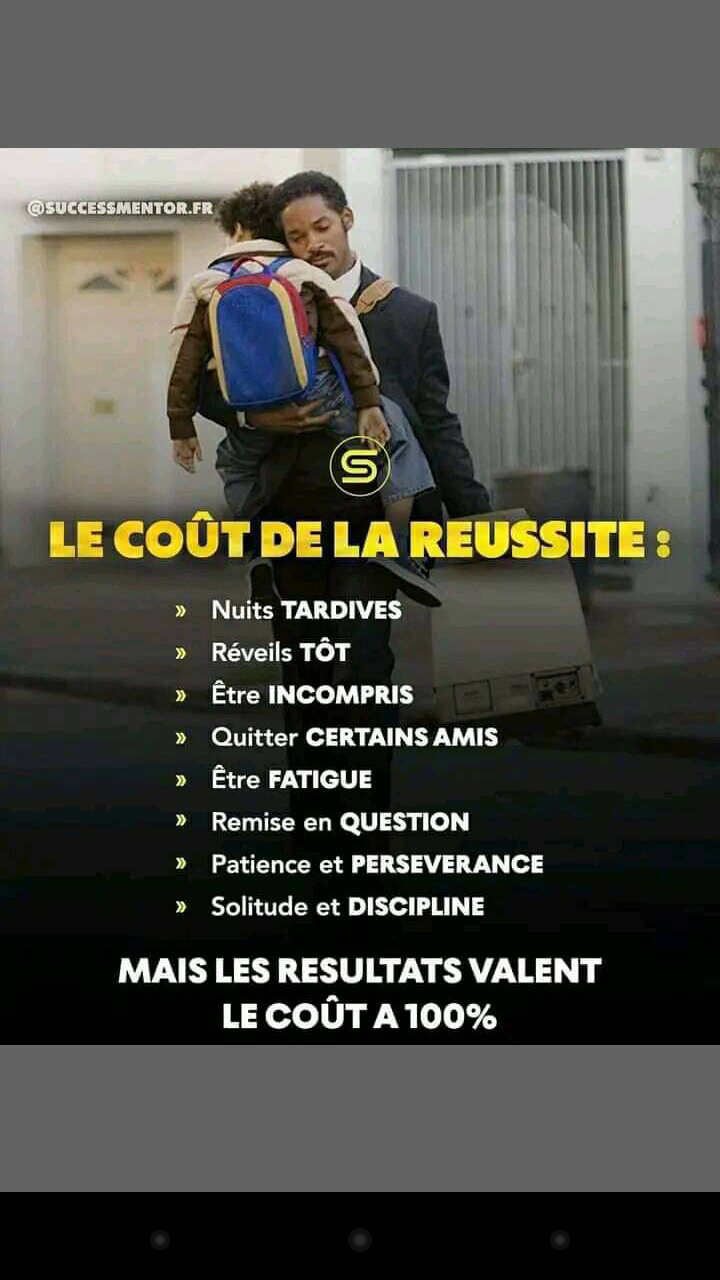 @SUCCESSMENTOR.FR
S
LE COÛT DE LA REUSSITE :
» Nuits TARDIVES
» Réveils TÔT
» Être INCOMPRIS
» Quitter CERTAINS AMIS
» Être FATIGUE
» Remise en QUESTION
» Patience et PERSEVERANCE
» Solitude et DISCIPLINE
MAIS LES RESULTATS VALENT
LE COÛT A 100%